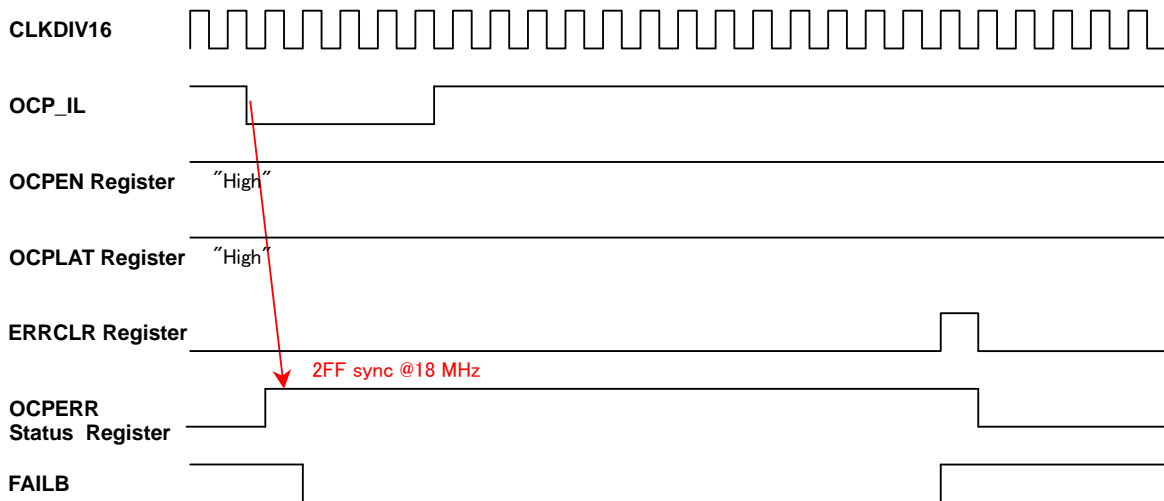 CLKDIV16
OCP_IL
OCPEN Register "High"
OCPLAT Register "High"
ERRCLR Register
2FF sync @18 MHz
OCPERR
Status Register
FAILB